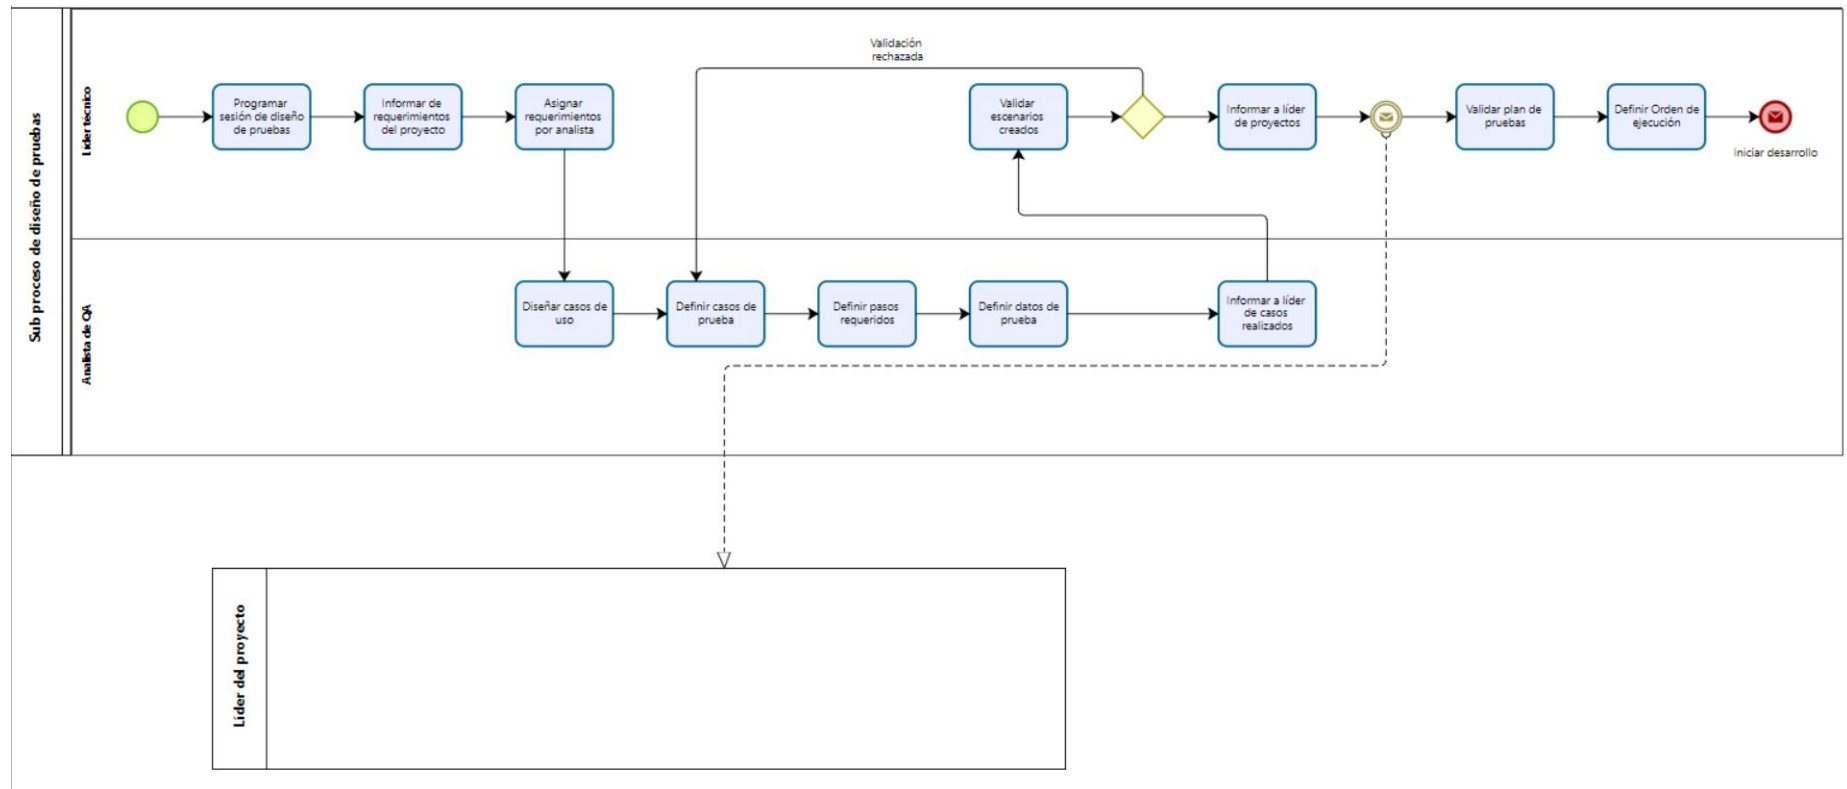 Sub proceso de diseño de pruebas
Líder técnico
Validación
rechazada
Programar
sesión de diseño
de pruebas
Informar de
requerimientos
del proyecto
Asignar
requerimientos
por analista
Validar
escenarios
creados
Informar a líder
de proyectos
Validar plan de
pruebas
Definir Orden de
ejecución
Iniciar desarrollo
Analista de QA
Diseñar casos de
uso
Definir casos de
prueba
Definir pasos
requeridos
Definir datos de
prueba
Informar a líder
de casos
realizados
Líder del proyecto